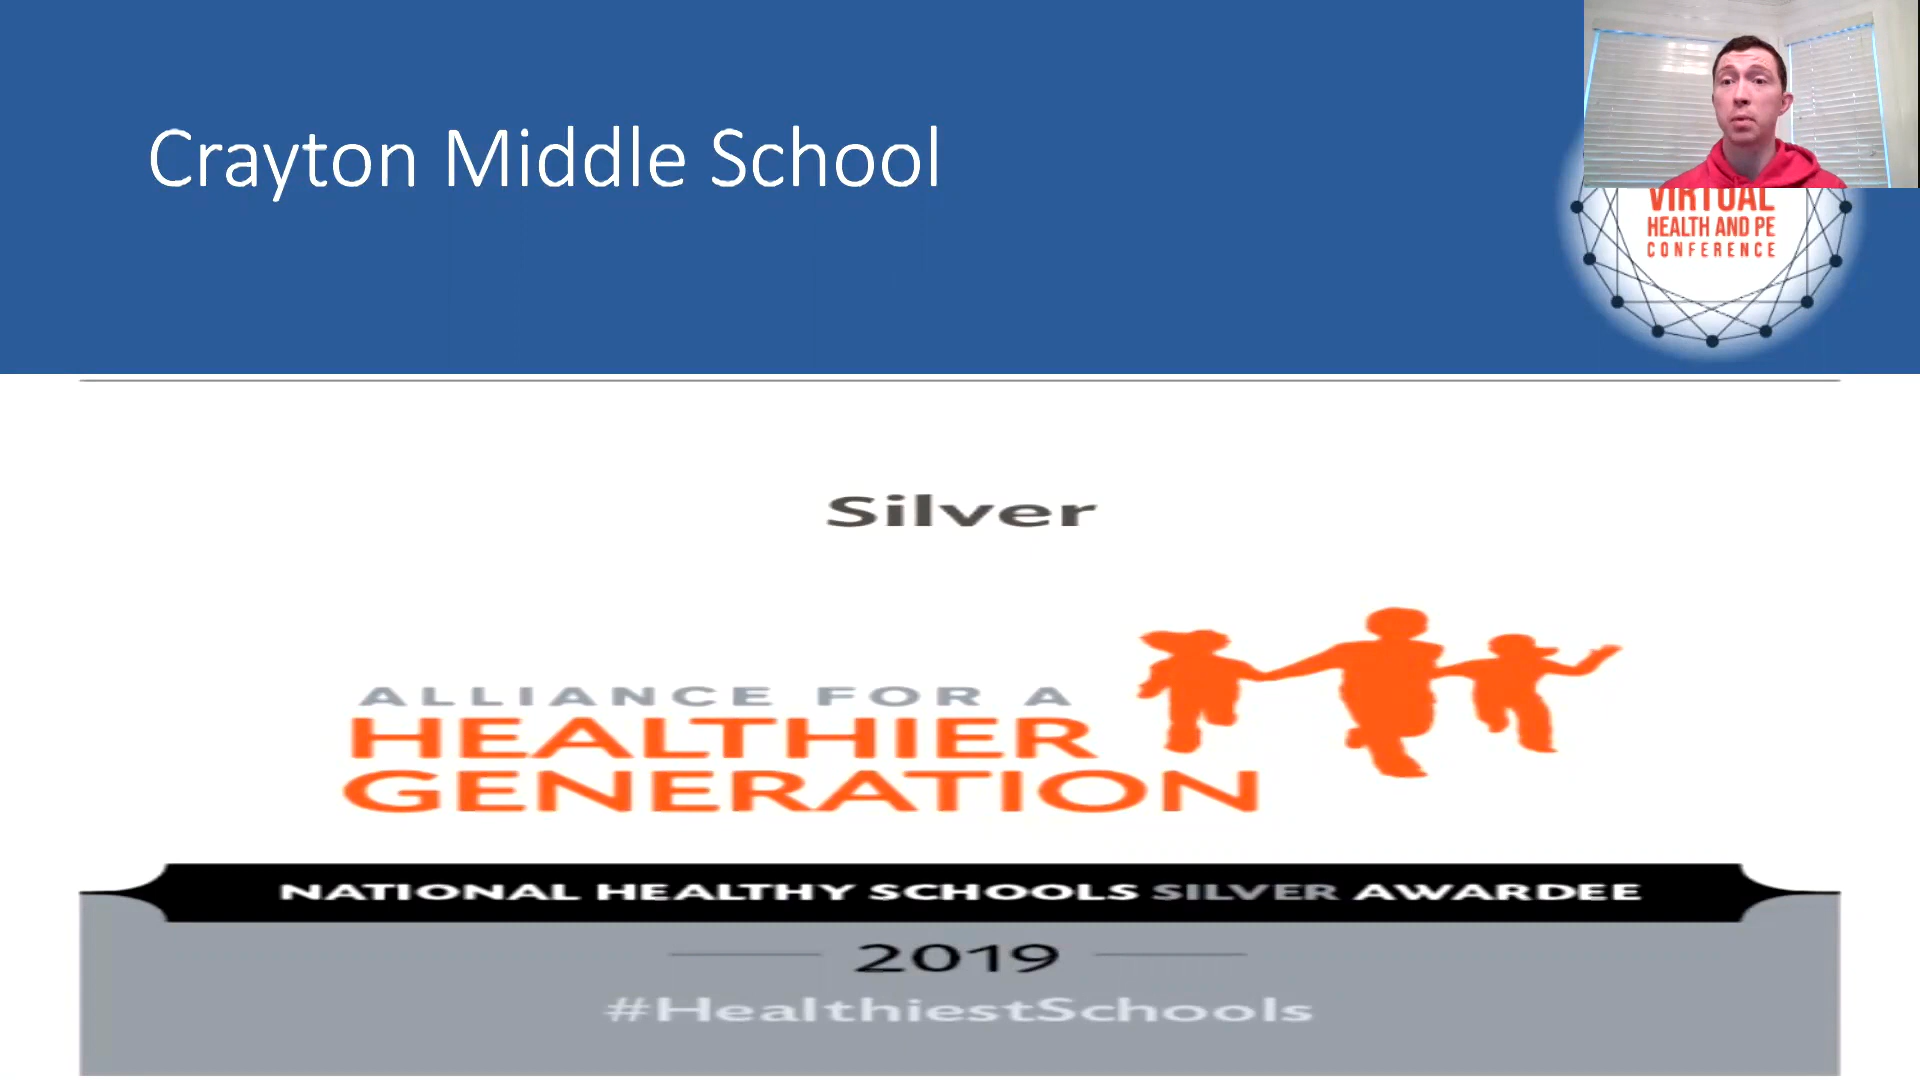 Crayton Middle School
VIRTUAL
HEALTH AND PE
CONFERENCE
Silver
ALLIANCE FOR A
HEALTHIER
GENERATION
NATIONAL HEALTHY SCHOOLS SILVER AWARDEE
2019
#HealthiestSchools